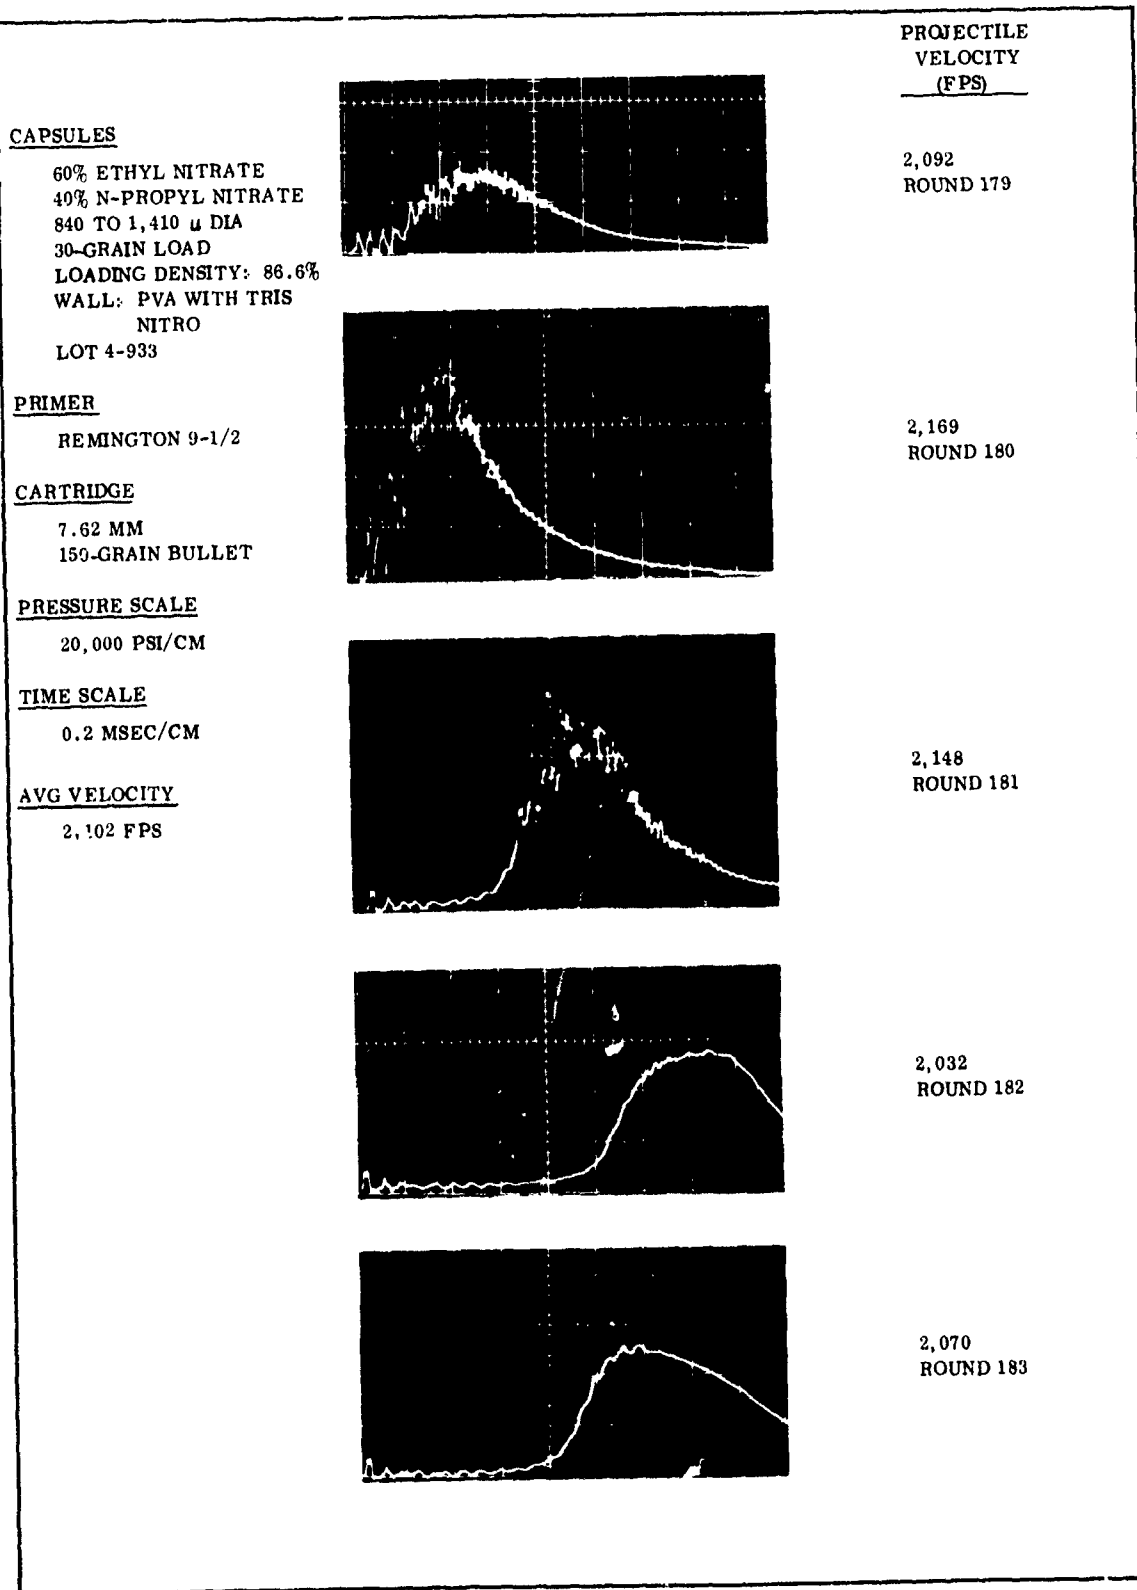 PROJECTILE
VELOCITY
(FPS)
CAPSULES
60% ETHYL NITRATE
40% N-PROPYL NITRATE
840 TO 1,410 µ DIA
30-GRAIN LOAD
LOADING DENSITY: 86.6%
WALL: PVA WITH TRIS
NITRO
LOT 4-933
PRIMER
REMINGTON 9-1/2
CARTRIDGE
7.62 MM
150-GRAIN BULLET
PRESSURE SCALE
20,000 PSI/CM
TIME SCALE
0.2 MSEC/CM
AVG VELOCITY
2,102 FPS
2,092
ROUND 179
2,169
ROUND 180
2,148
ROUND 181
2,032
ROUND 182
2,070
ROUND 183